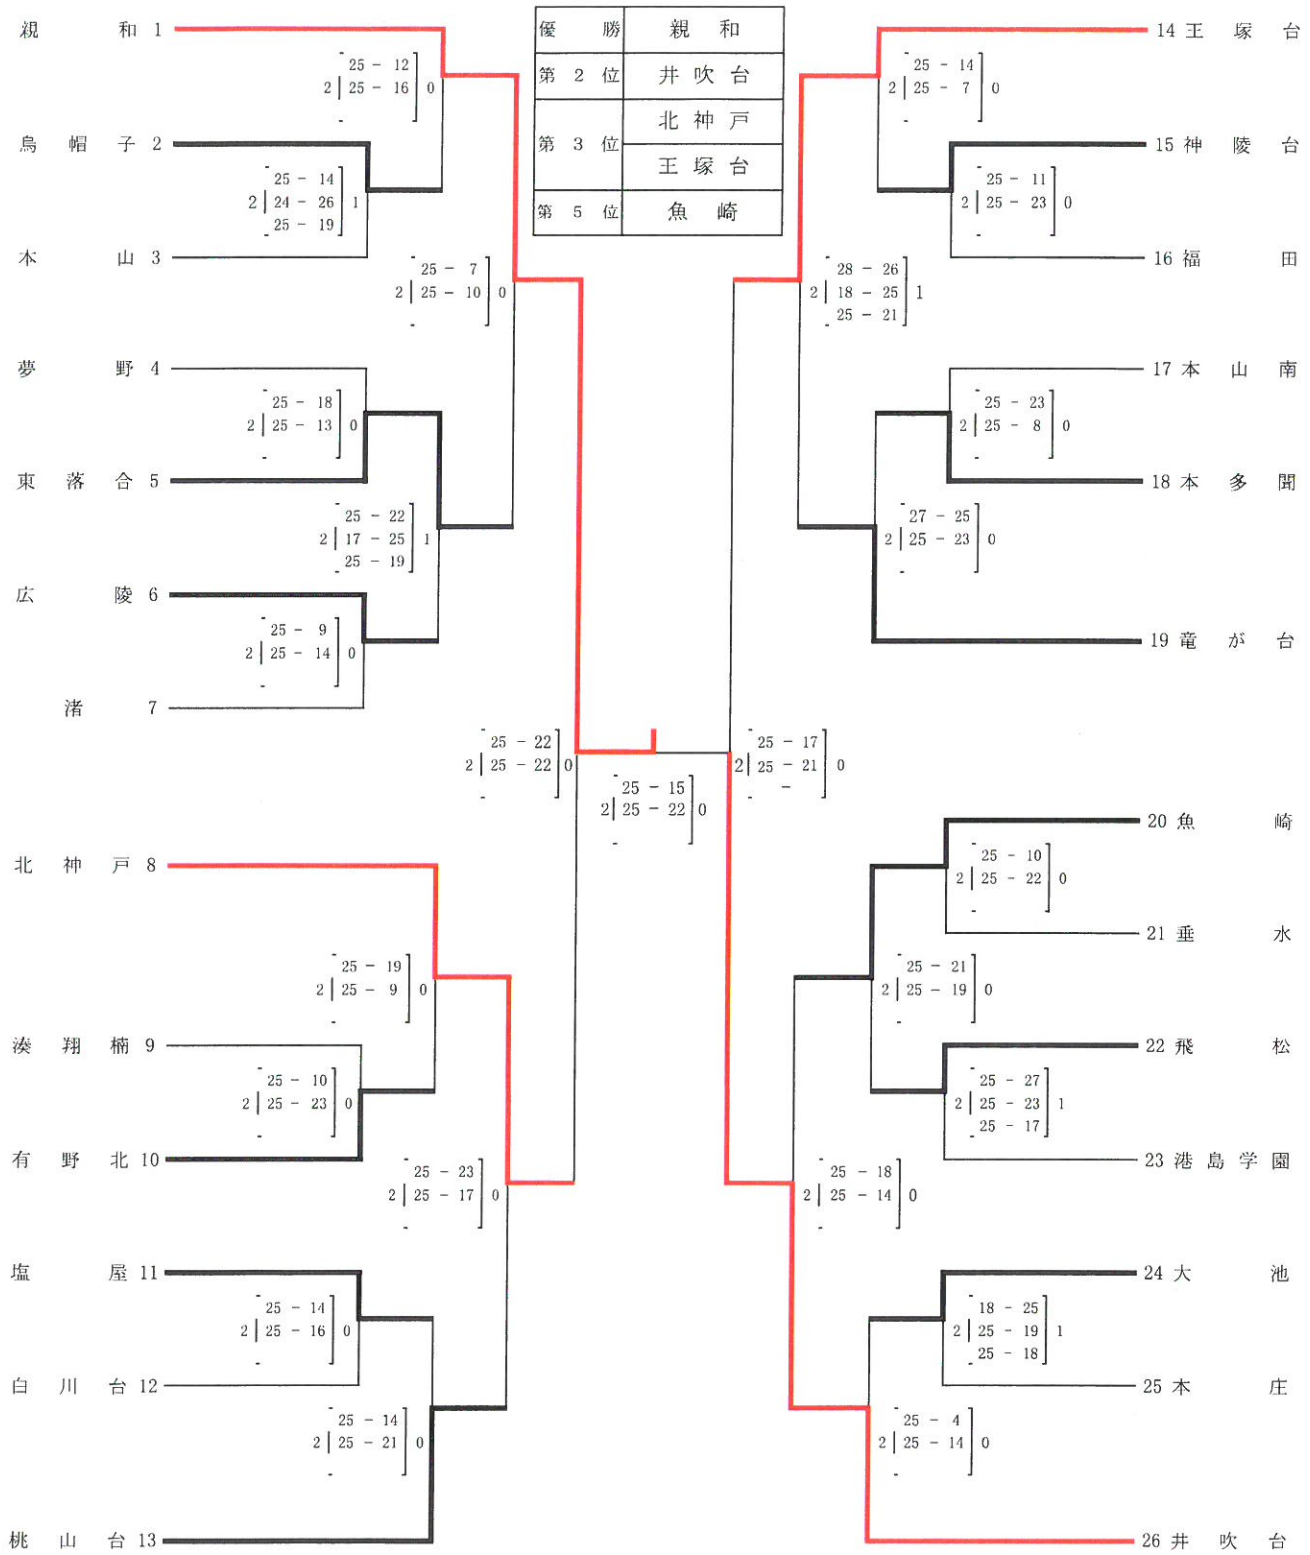 優勝 親和
第2位 井吹台
第3位 北神戸
王塚台
第5位 魚崎
親和 1
25 - 12
2 25 - 16 0
-
烏帽子 2
25 - 14
2 24 - 26 1
25 - 19
本山 3
25 - 7
2 25 - 10 0
-
夢野 4
25 - 18
2 25 - 13 0
-
東落合 5
25 - 22
2 17 - 25 1
25 - 19
広陵 6
25 - 9
2 25 - 14 0
-
渚 7
25 - 22
2 25 - 22 0
-
25 - 15
2 25 - 22 0
-
北神戸 8
25 - 19
2 25 - 9 0
-
湊翔楠 9
25 - 10
2 25 - 23 0
-
有野北 10
25 - 23
2 25 - 17 0
-
塩屋 11
25 - 14
2 25 - 16 0
-
白川台 12
25 - 14
2 25 - 21 0
-
桃山台 13
14 王塚台
25 - 14
2 25 - 7 0
-
15 神陵台
25 - 11
2 25 - 23 0
-
16 福田
28 - 26
2 18 - 25 1
25 - 21
17 本山南
25 - 23
2 25 - 8 0
-
18 本多聞
27 - 25
2 25 - 23 0
-
19 竜が台
25 - 17
2 25 - 21 0
-
20 魚崎
25 - 10
2 25 - 22 0
-
21 垂水
25 - 21
2 25 - 19 0
-
22 飛松
25 - 27
2 25 - 23 1
25 - 17
23 港島学園
25 - 18
2 25 - 14 0
-
24 大池
18 - 25
2 25 - 19 1
25 - 18
25 本庄
25 - 4
2 25 - 14 0
-
26 井吹台